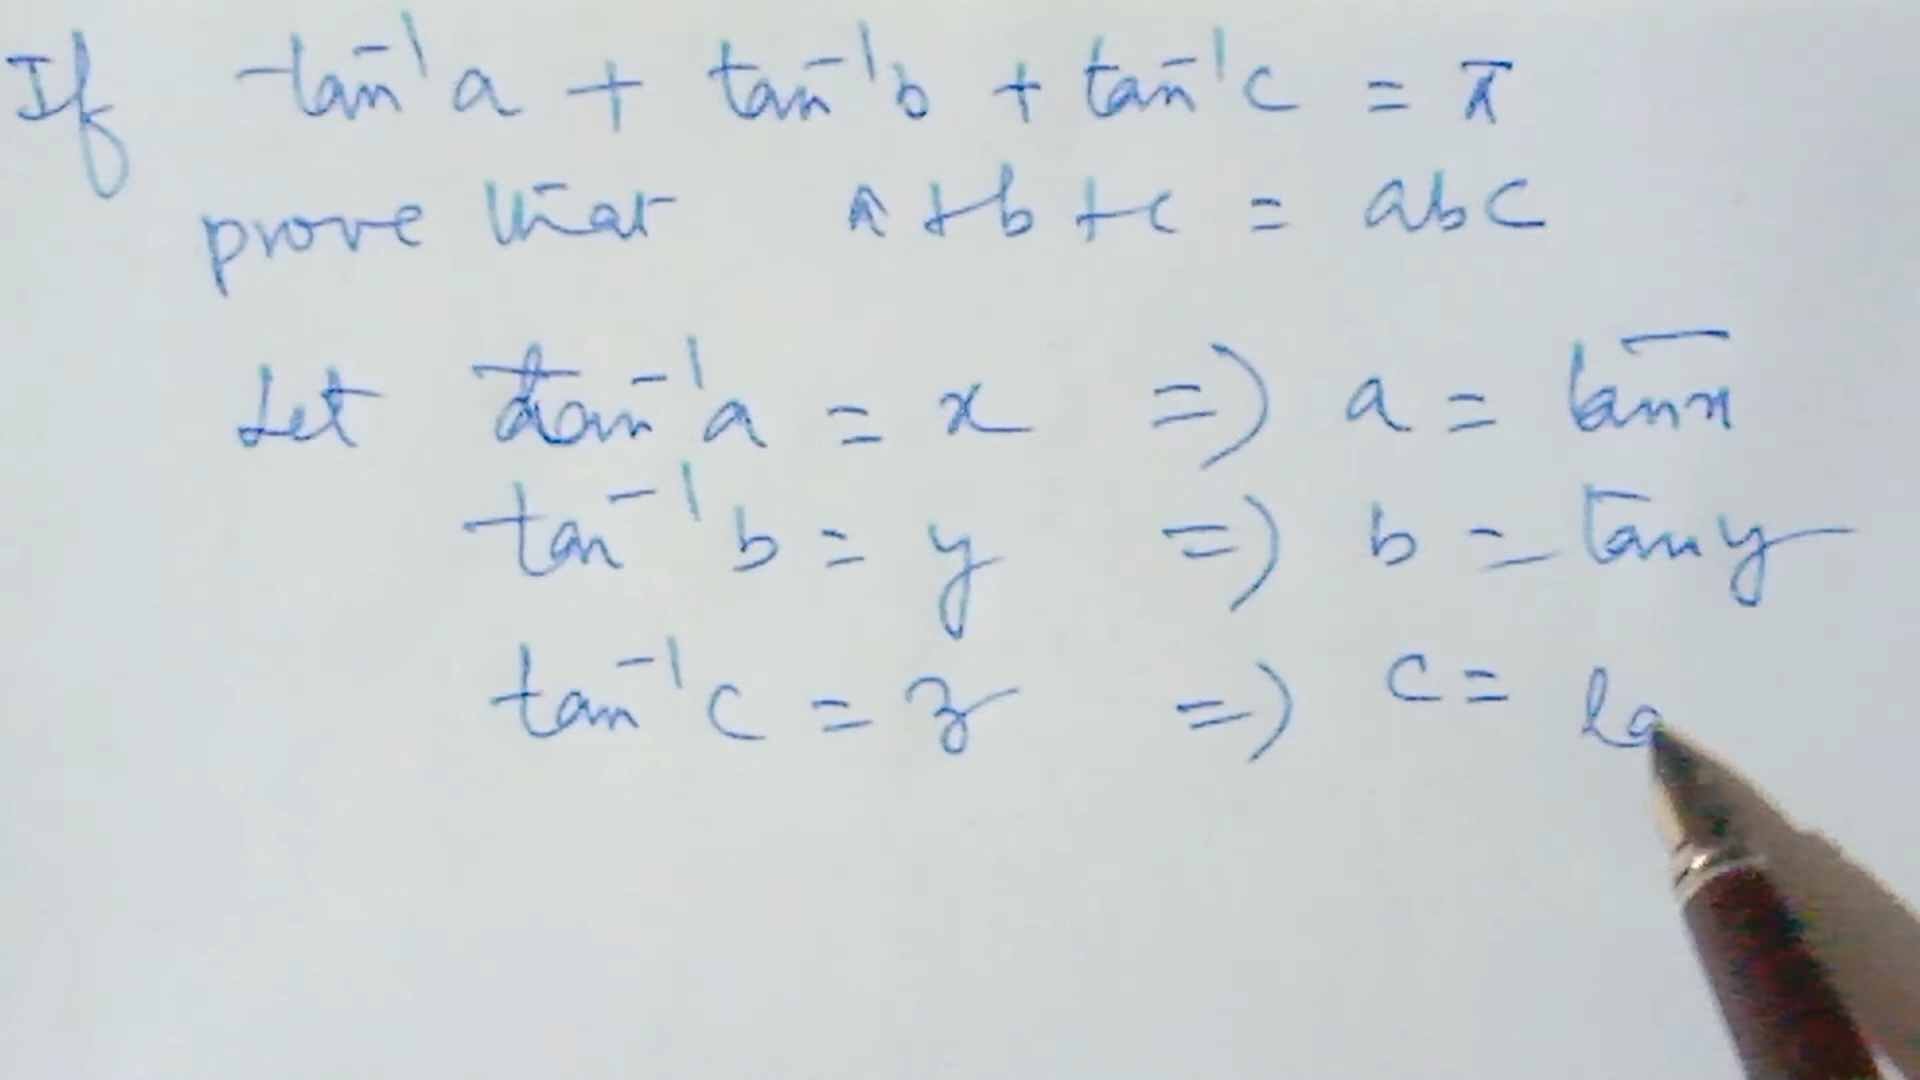 If tan⁻¹a + tan⁻¹b + tan⁻¹c = π
prove that a+b+c = abc
Let tan⁻¹a = x => a = tanx
tan⁻¹b = y => b = tany
tan⁻¹c = z => c = ta